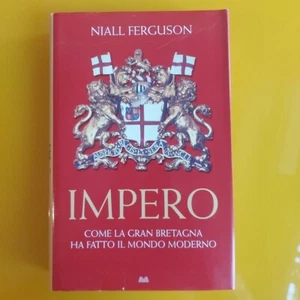 NIALL FERGUSON
IMPERO
COME LA GRAN BRETAGNA
HA FATTO IL MONDO MODERNO